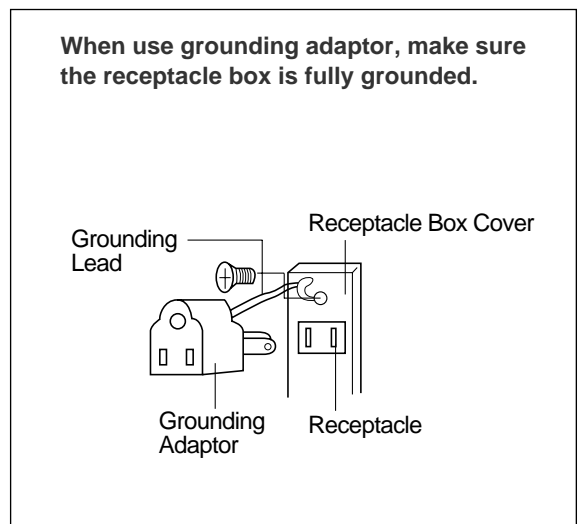 When use grounding adaptor, make sure
the receptacle box is fully grounded.
Receptacle Box Cover
Grounding
Lead
Grounding
Adaptor
Receptacle